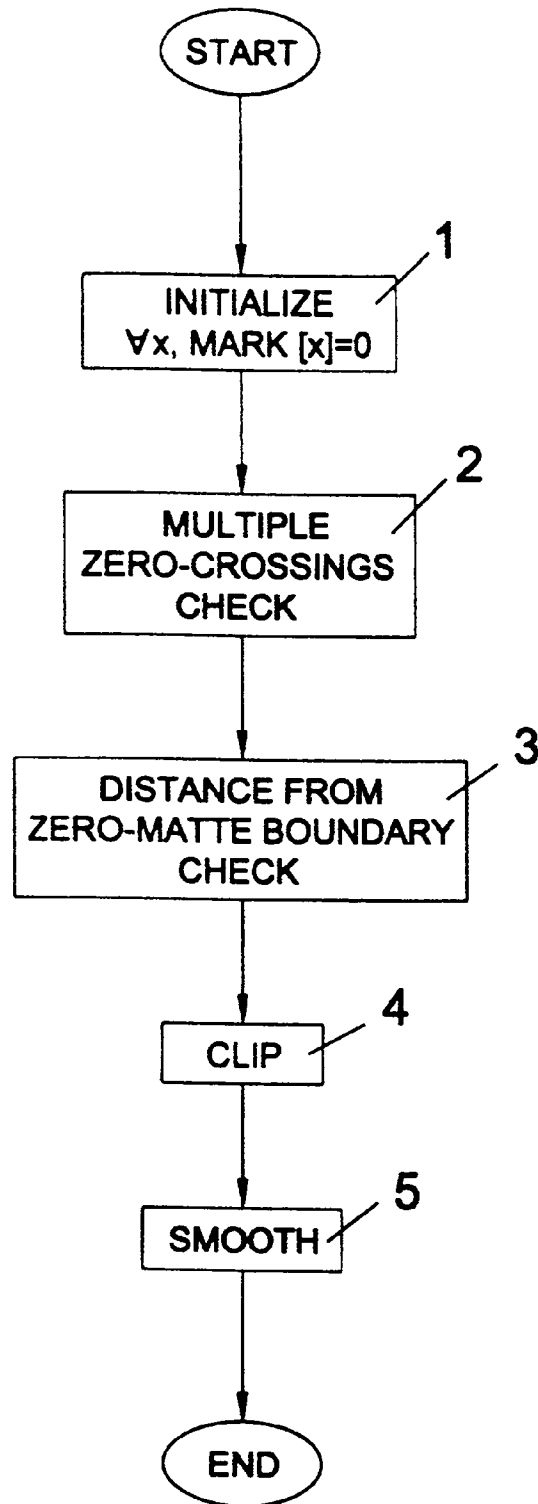 START
1
INITIALIZE
∀x, MARK [x]=0
2
MULTIPLE
ZERO-CROSSINGS
CHECK
3
DISTANCE FROM
ZERO-MATTE BOUNDARY
CHECK
4
CLIP
5
SMOOTH
END